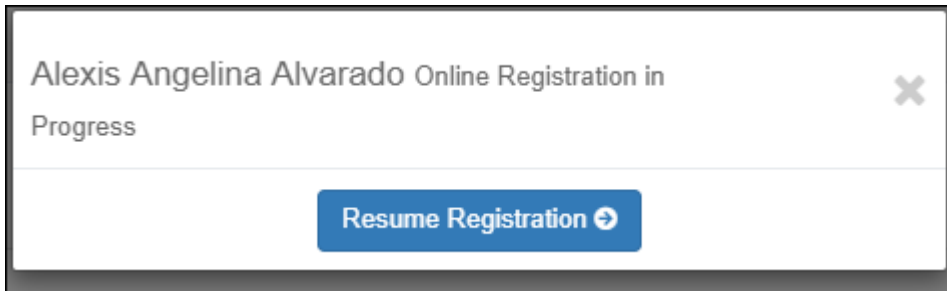 Alexis Angelina Alvarado Online Registration in
Progress
Resume Registration